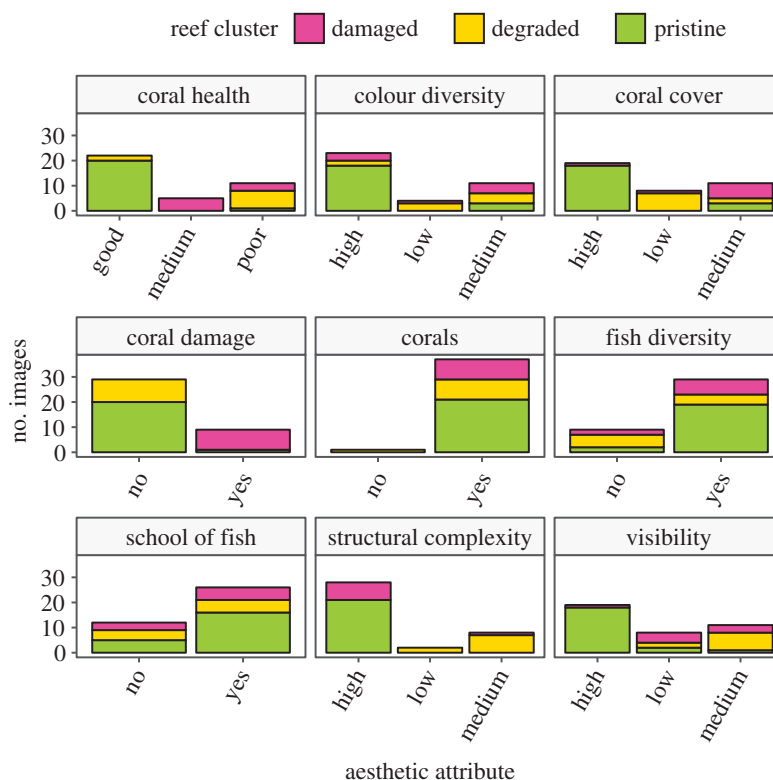 reef cluster damaged degraded pristine
coral health colour diversity coral cover
30
20
10
0
good medium poor high low medium high low medium
coral damage corals fish diversity
no. images
30
20
10
0
no yes no yes no yes
school of fish structural complexity visibility
30
20
10
0
no yes high low medium high low medium
aesthetic attribute